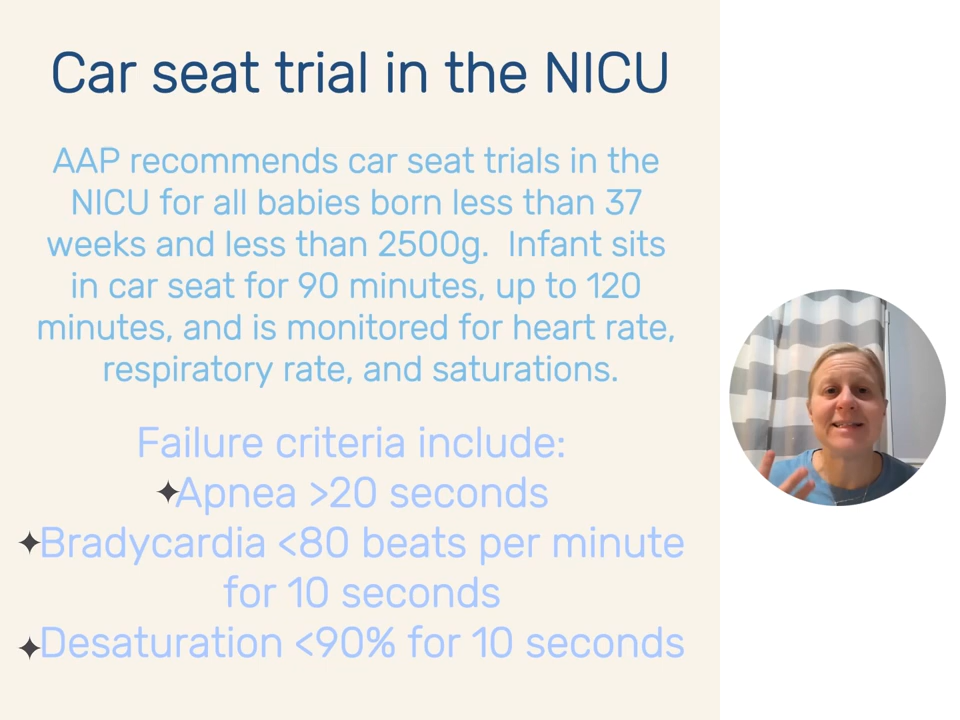 Car seat trial in the NICU
AAP recommends car seat trials in the
NICU for all babies born less than 37
weeks and less than 2500g.  Infant sits
in car seat for 90 minutes, up to 120
minutes, and is monitored for heart rate,
respiratory rate, and saturations.
Failure criteria include:
✦Apnea >20 seconds
✦Bradycardia <80 beats per minute
for 10 seconds
✦Desaturation <90% for 10 seconds